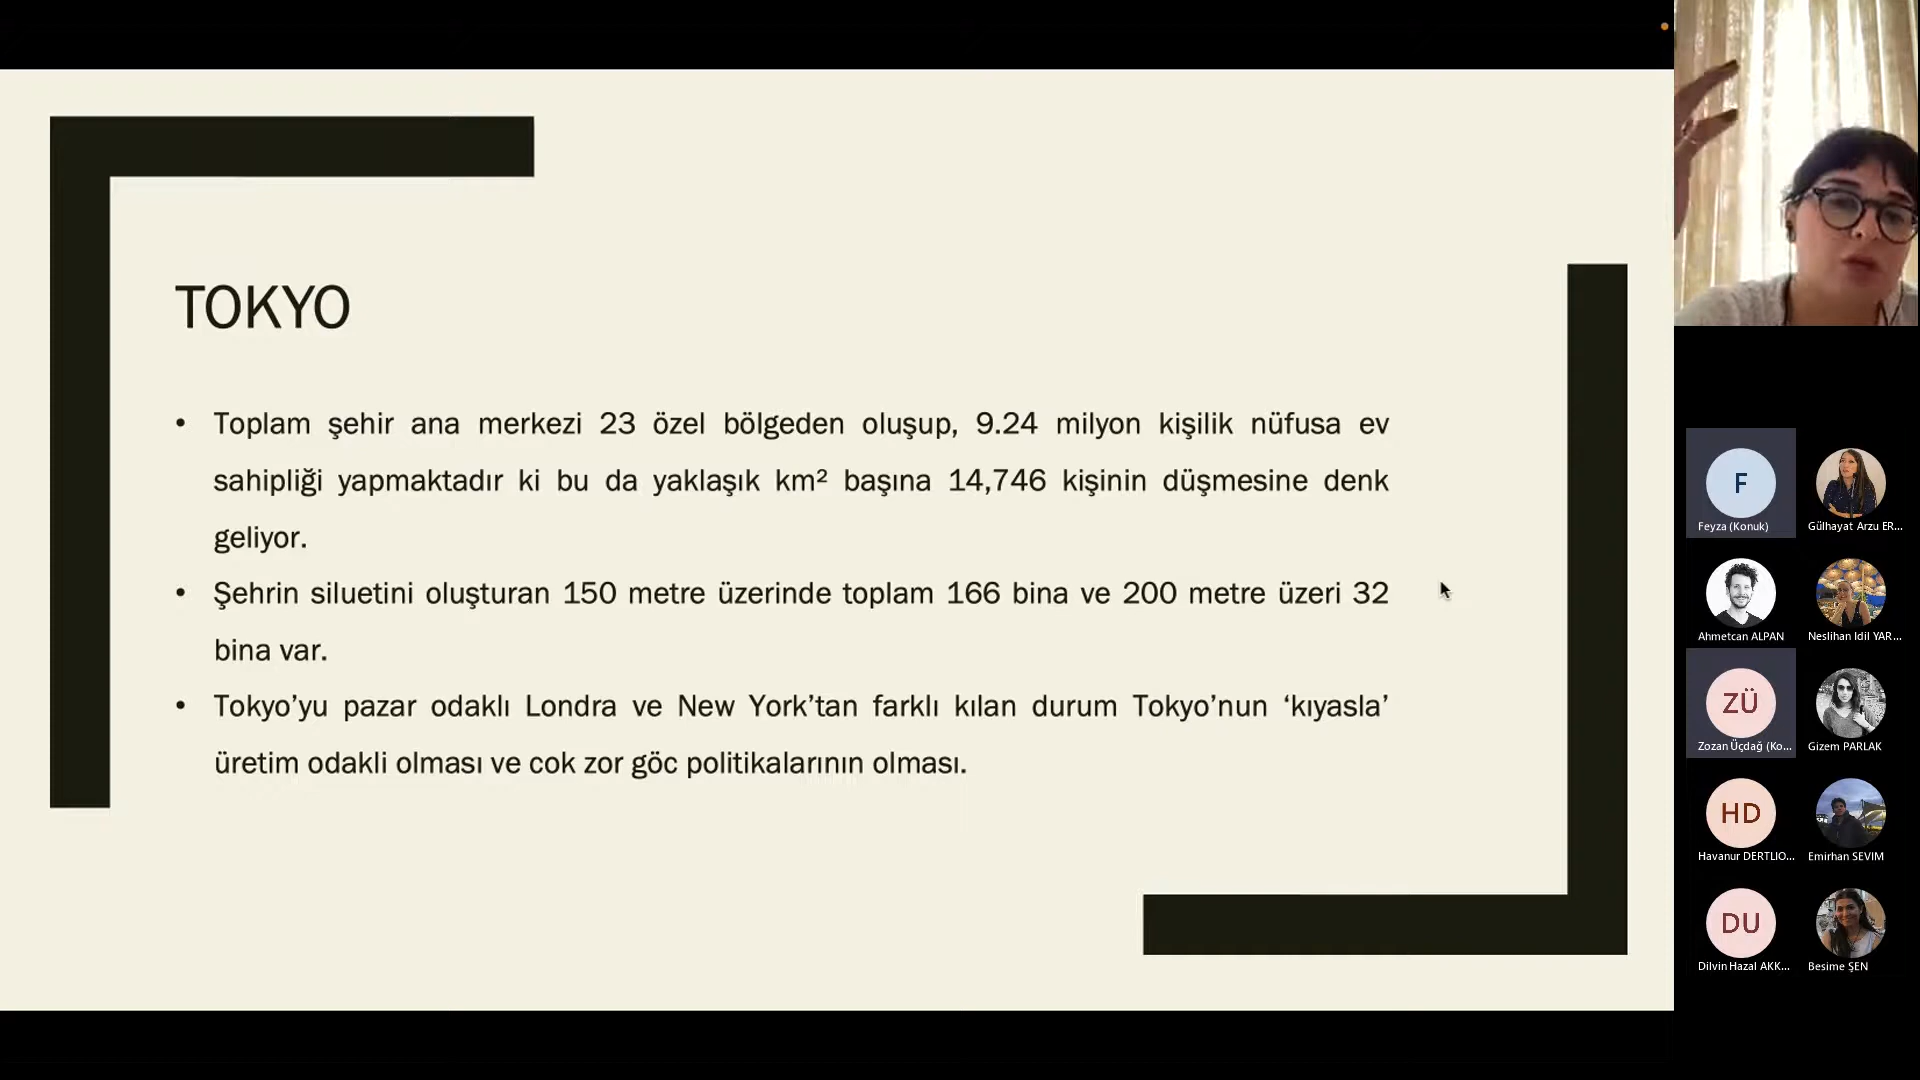 TOKYO
• Toplam şehir ana merkezi 23 özel bölgeden oluşup, 9.24 milyon kişilik nüfusa ev
sahipliği yapmaktadır ki bu da yaklaşık km² başına 14,746 kişinin düşmesine denk
geliyor.
• Şehrin siluetini oluşturan 150 metre üzerinde toplam 166 bina ve 200 metre üzeri 32
bina var.
• Tokyo’yu pazar odaklı Londra ve New York’tan farklı kılan durum Tokyo’nun ‘kıyasla’
üretim odakli olması ve cok zor göc politikalarının olması.
F
Feyza (Konuk)
Gülhayat Arzu ER...
Ahmetcan ALPAN
Neslihan Idil YAR...
ZÜ
Zozan Üçdağ (Ko...
Gizem PARLAK
HD
Havanur DERTLIO...
Emirhan SEVIM
DU
Dilvin Hazal AKK...
Besime ŞEN